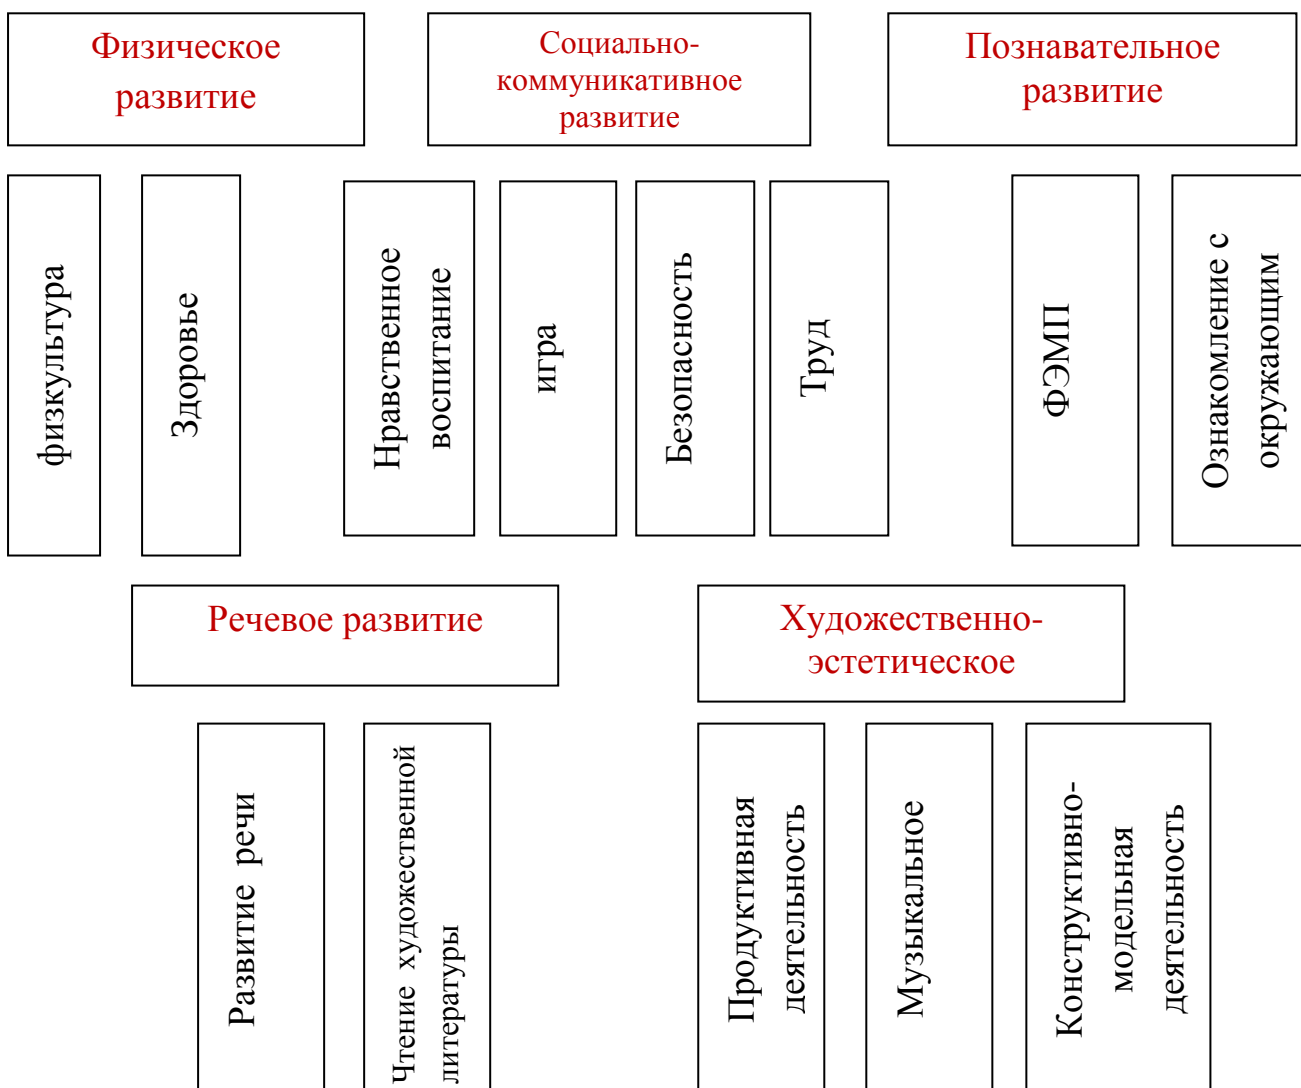 Физическое
развитие
Социально-
коммуникативное
развитие
Познавательное
развитие
физкультура
Здоровье
Нравственное
воспитание
игра
Безопасность
Труд
ФЭМП
Ознакомление с
окружающим
Речевое развитие
Художественно-
эстетическое
Развитие речи
Чтение художественной
литературы
Продуктивная
деятельность
Музыкальное
Конструктивно-
модельная
деятельность